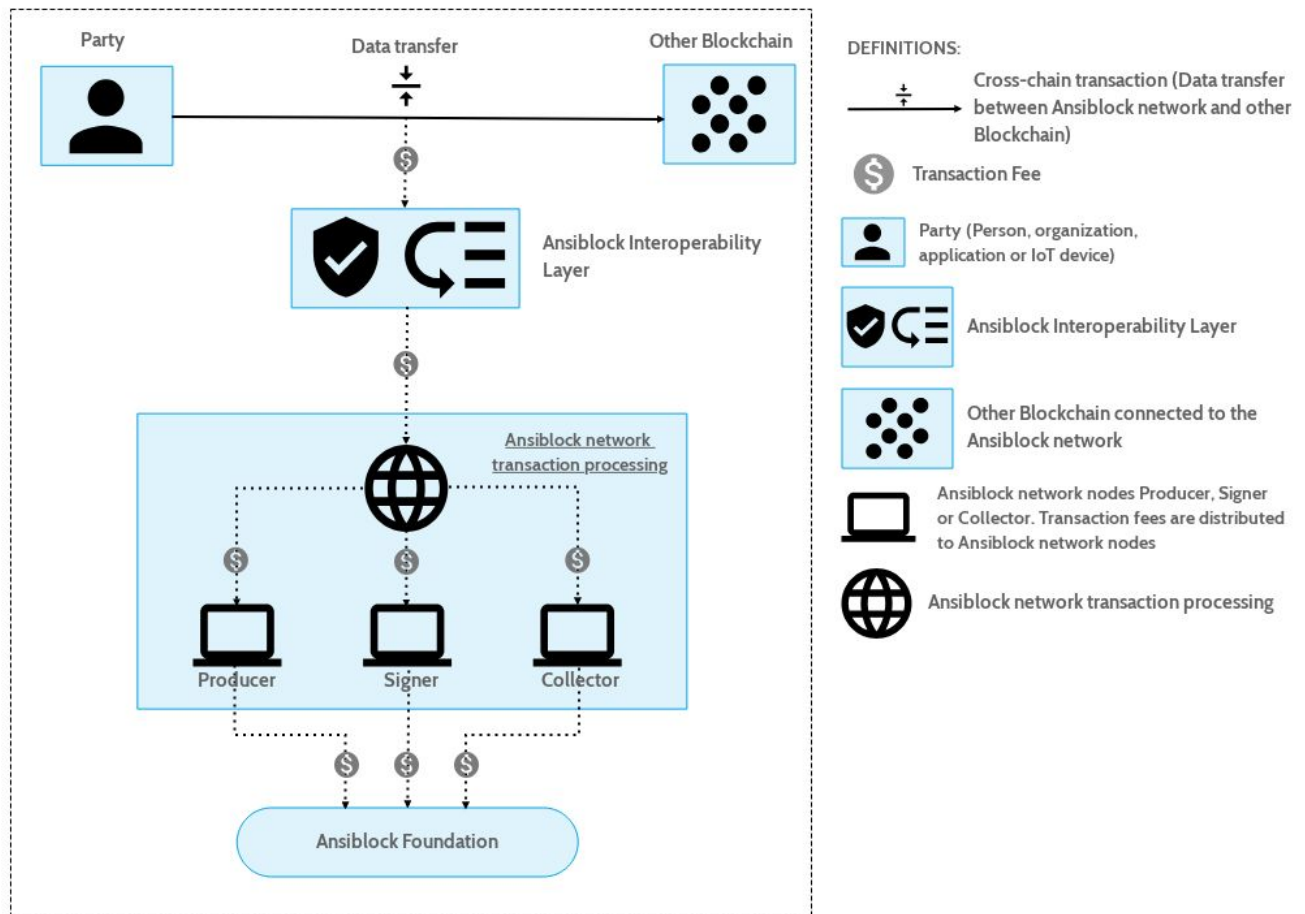 Party
Data transfer
Other Blockchain
$
Ansiblock Interoperability
Layer
$
Ansiblock network
transaction processing
$
$
$
Producer
Signer
Collector
$
$
$
Ansiblock Foundation
DEFINITIONS:
Cross-chain transaction (Data transfer
between Ansiblock network and other
Blockchain)
$
Transaction Fee
Party (Person, organization,
application or IoT device)
Ansiblock Interoperability Layer
Other Blockchain connected to the
Ansiblock network
Ansiblock network nodes Producer, Signer
or Collector. Transaction fees are distributed
to Ansiblock network nodes
Ansiblock network transaction processing